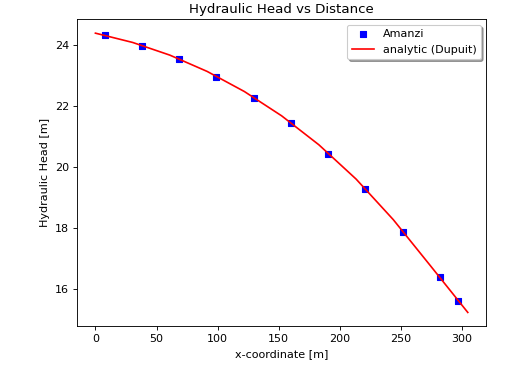 Hydraulic Head vs Distance
Amanzi
analytic (Dupuit)
Hydraulic Head [m]
24
22
20
18
16
0 50 100 150 200 250 300
x-coordinate [m]